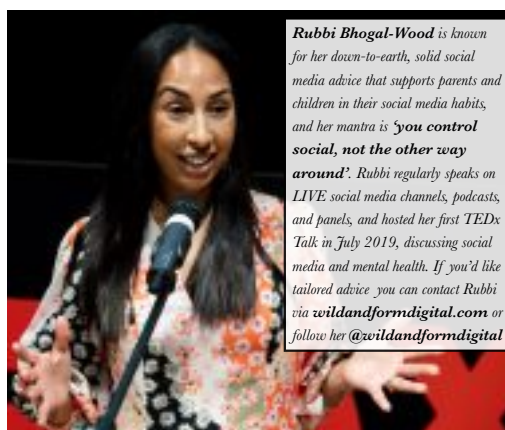 Rubbi Bhogal-Wood is known
for her down-to-earth, solid social
media advice that supports parents and
children in their social media habits,
and her mantra is ‘you control
social, not the other way
around’. Rubbi regularly speaks on
LIVE social media channels, podcasts,
and panels, and hosted her first TEDx
Talk in July 2019, discussing social
media and mental health. If you’d like
tailored advice you can contact Rubbi
via wildandformdigital.com or
follow her @wildandformdigital